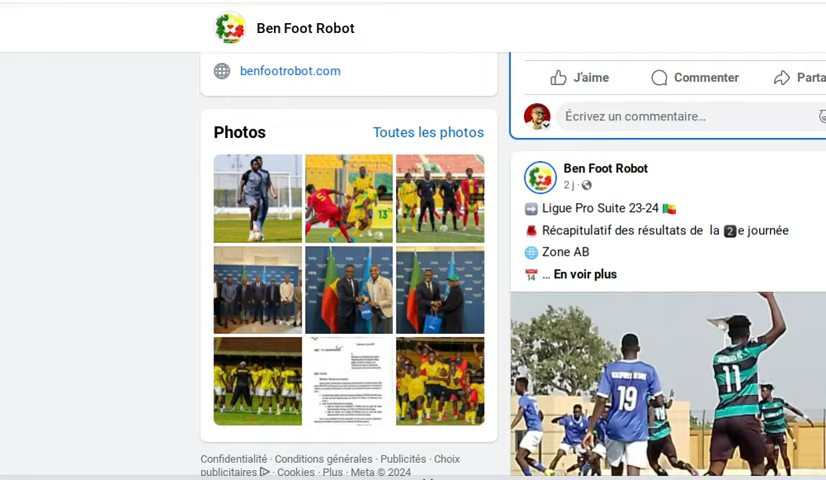 Ben Foot Robot
benfootrobot.com
Photos
Toutes les photos
Confidentialité · Conditions générales · Publicités · Choix
publicitaires · Cookies · Plus · Meta © 2024
J'aime
Commenter
Parta
Écrivez un commentaire...
Ben Foot Robot
2 j ·
Ligue Pro Suite 23-24
Récapitulatif des résultats de la 2e journée
Zone AB
... En voir plus
19
11